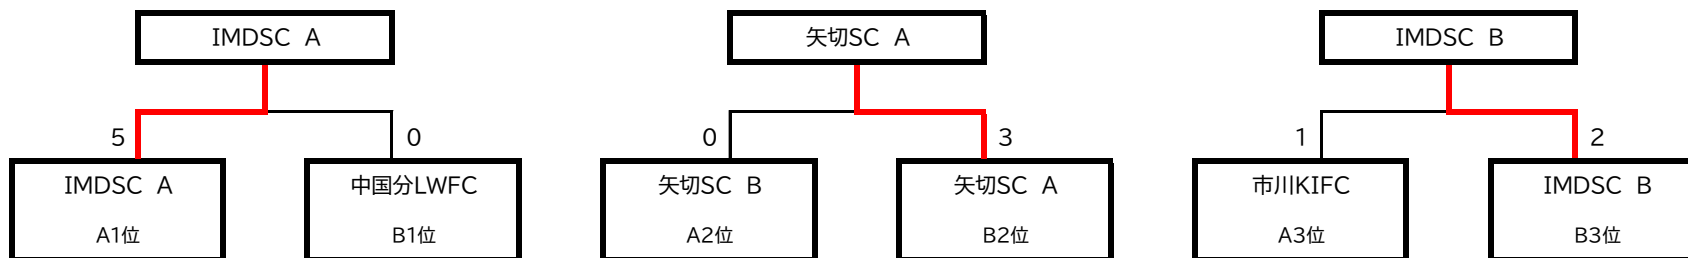 IMDSC A
矢切SC A
IMDSC B
5
0
0
3
1
2
IMDSC A
中国分LWFC
矢切SC B
矢切SC A
市川KIFC
IMDSC B
A1位
B1位
A2位
B2位
A3位
B3位